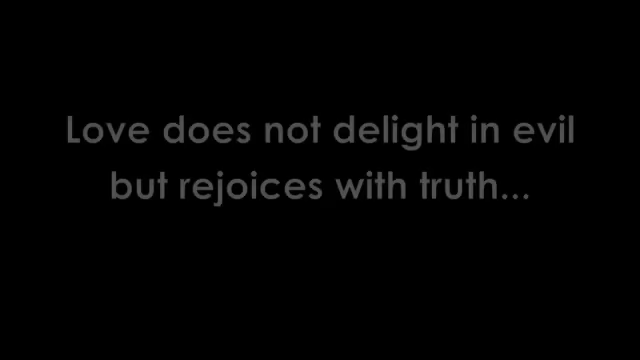 Love does not delight in evil
but rejoices with truth...